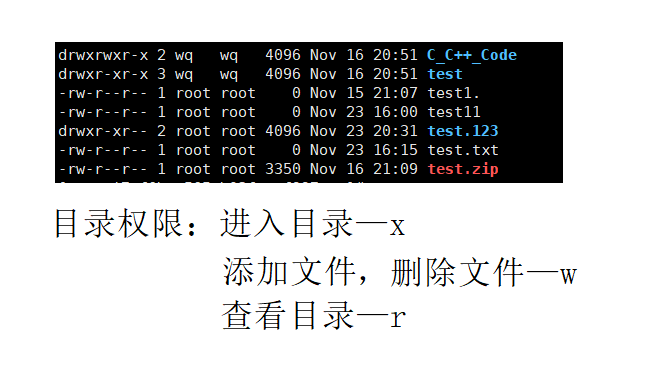 drwxrwxr-x 2 wq   wq   4096 Nov 16 20:51 C_C++_Code
drwxrwxr-x 3 wq   wq   4096 Nov 16 20:51 test
-rw-r--r-- 1 root root    0 Nov 15 21:07 test1.
-rw-r--r-- 1 root root    0 Nov 23 16:00 test11
drwxr-xr-- 2 root root 4096 Nov 23 20:31 test.123
-rw-r--r-- 1 root root    0 Nov 23 16:15 test.txt
-rw-r--r-- 1 root root 3350 Nov 16 21:09 test.zip
目录权限：进入目录—x
添加文件，删除文件—w
查看目录—r